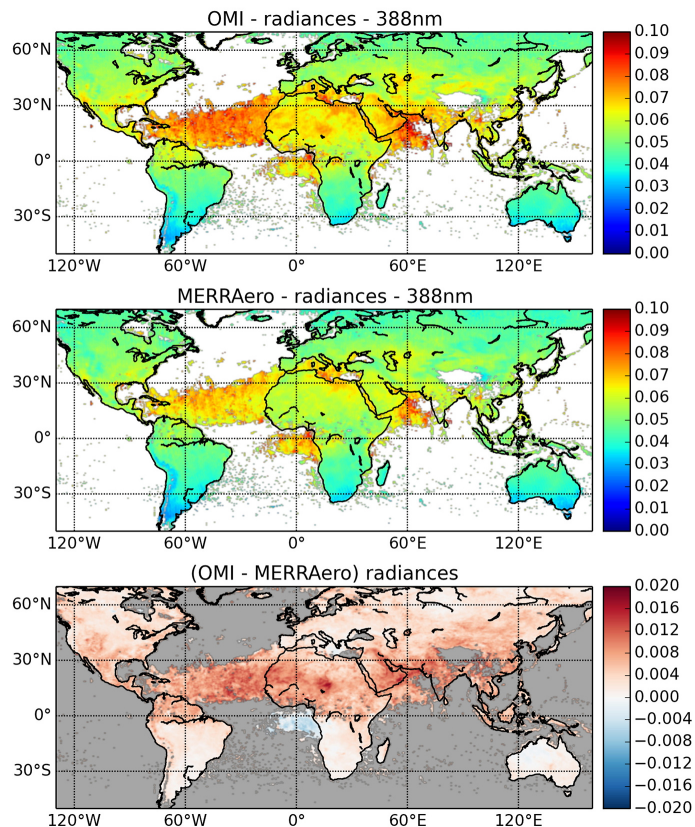 OMI - radiances - 388nm
60°N
30°N
0°
30°S
120°W 60°W 0° 60°E 120°E
0.10
0.09
0.08
0.07
0.06
0.05
0.04
0.03
0.02
0.01
0.00
MERRAero - radiances - 388nm
60°N
30°N
0°
30°S
120°W 60°W 0° 60°E 120°E
0.10
0.09
0.08
0.07
0.06
0.05
0.04
0.03
0.02
0.01
0.00
(OMI - MERRAero) radiances
60°N
30°N
0°
30°S
120°W 60°W 0° 60°E 120°E
0.020
0.016
0.012
0.008
0.004
0.000
−0.004
−0.008
−0.012
−0.016
−0.020